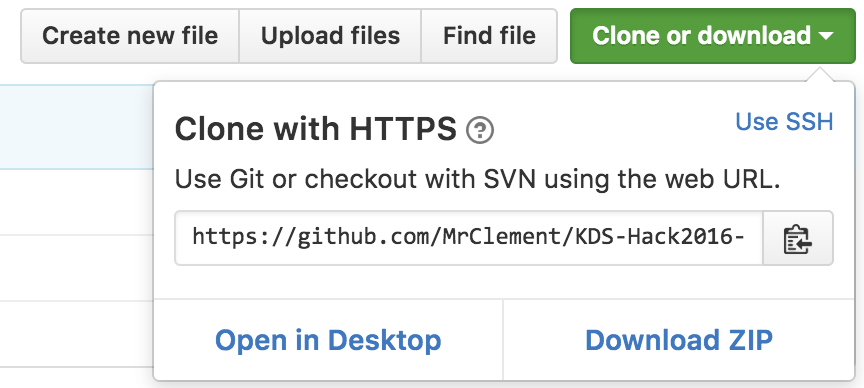 Create new file Upload files Find file Clone or download
Clone with HTTPS ?
Use SSH
Use Git or checkout with SVN using the web URL.
https://github.com/MrClement/KDS-Hack2016-
Open in Desktop Download ZIP